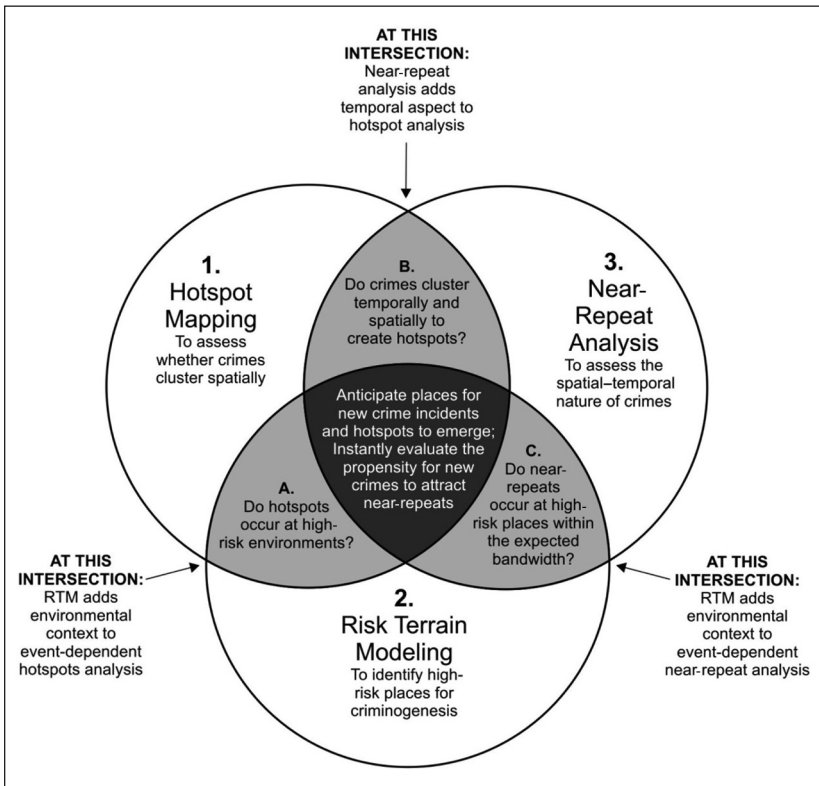 AT THIS
INTERSECTION:
Near-repeat
analysis adds
temporal aspect to
hotspot analysis
1.
Hotspot
Mapping
To assess
whether crimes
cluster spatially
B.
Do crimes cluster
temporally and
spatially to
create hotspots?
3.
Near-
Repeat
Analysis
To assess the
spatial–temporal
nature of crimes
Anticipate places for
new crime incidents
and hotspots to emerge;
Instantly evaluate the
propensity for new
crimes to attract
near-repeats
A.
Do hotspots
occur at high-
risk environments?
C.
Do near-
repeats
occur at high-
risk places within
the expected
bandwidth?
AT THIS
INTERSECTION:
RTM adds
environmental
context to
event-dependent
hotspots analysis
2.
Risk Terrain
Modeling
To identify high-
risk places for
criminogenesis
AT THIS
INTERSECTION:
RTM adds
environmental
context to
event-dependent
near-repeat analysis